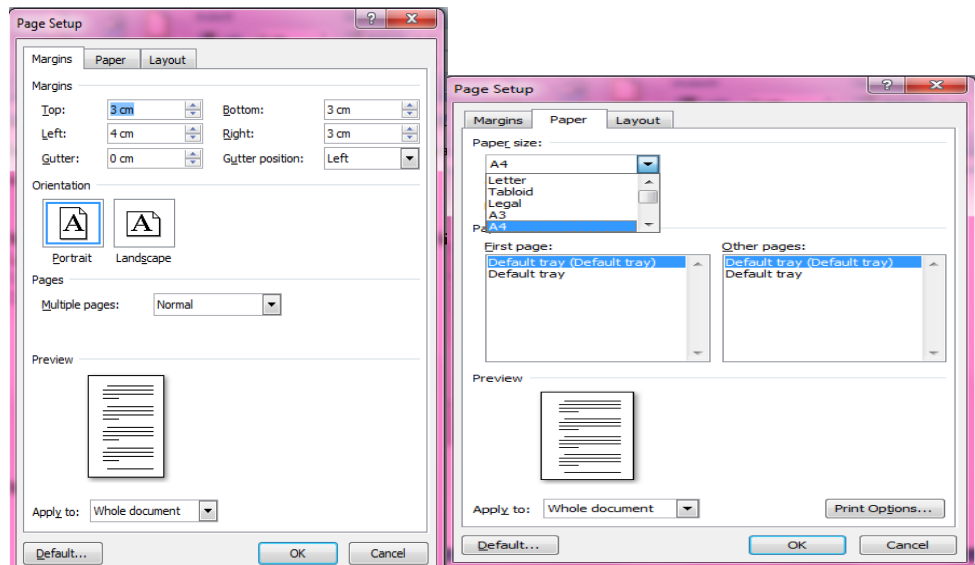 Page Setup
Margins Paper Layout
Margins
Top: 3 cm Bottom: 3 cm
Left: 4 cm Right: 3 cm
Gutter: 0 cm Gutter position: Left
Orientation
A A
Portrait Landscape
Pages
Multiple pages: Normal
Preview
Apply to: Whole document
Default... OK Cancel
Page Setup
Margins Paper Layout
Paper size:
A4
Letter
Tabloid
Legal
A3
A4
First page: Other pages:
Default tray (Default tray) Default tray (Default tray)
Default tray Default tray
Preview
Apply to: Whole document Print Options...
Default... OK Cancel